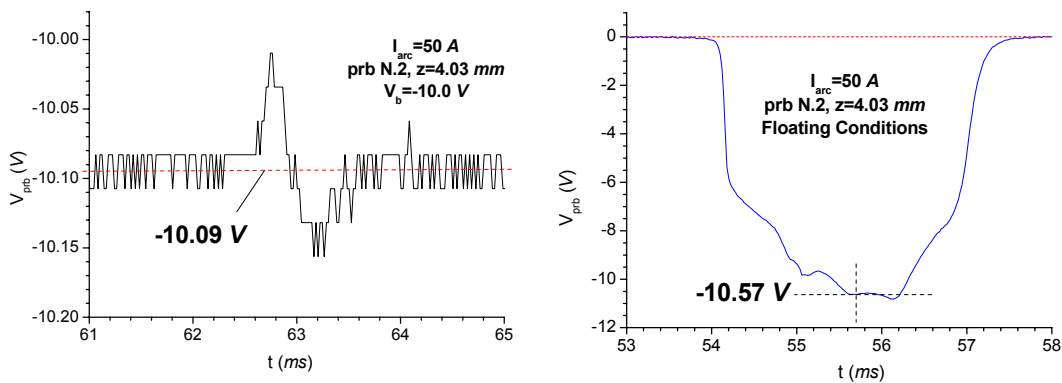 -10.00
-10.05
-10.10
-10.15
-10.20
V_prb (V)
I_arc=50 A
prb N.2, z=4.03 mm
V_b=-10.0 V
-10.09 V
61
62
63
64
65
t (ms)
0
-2
-4
-6
-8
-10
-12
V_prb (V)
I_arc=50 A
prb N.2, z=4.03 mm
Floating Conditions
-10.57 V
53
54
55
56
57
58
t (ms)